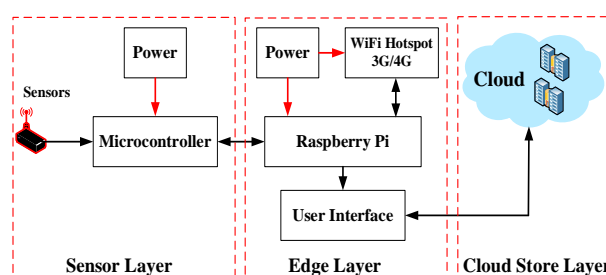 Power
Sensors
Microcontroller
Sensor Layer
Power
WiFi Hotspot
3G/4G
Raspberry Pi
User Interface
Edge Layer
Cloud
Cloud Store Layer